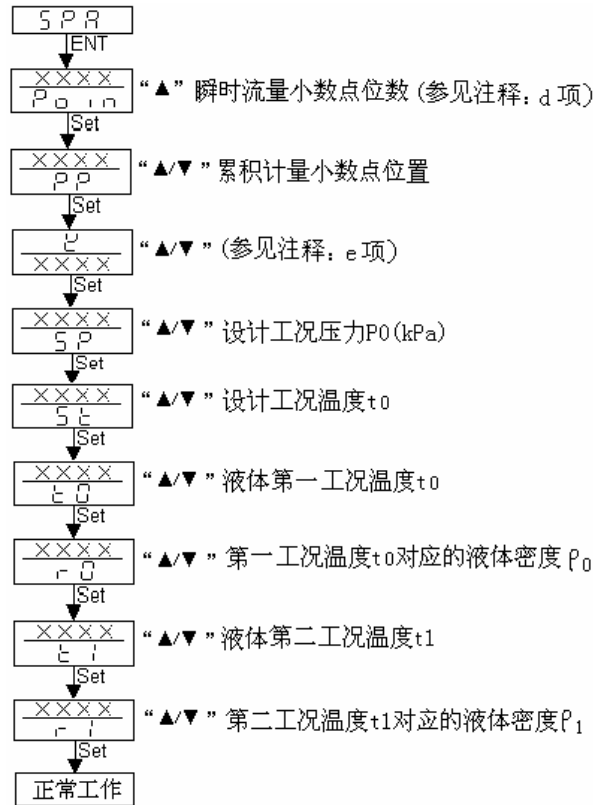 SPA
ENT
XXXX
Poin
“▲” 瞬时流量小数点位数 (参见注释：d 项)
Set
XXXX
PP
“▲/▼ ” 累积计量小数点位置
Set
XXXX
“▲/▼ ” (参见注释：e 项)
Set
XXXX
SP
“▲/▼ ” 设计工况压力P0(kPa)
Set
XXXX
St
“▲/▼ ” 设计工况温度t0
Set
XXXX
t0
“▲/▼ ” 液体第一工况温度t0
Set
XXXX
r0
“▲/▼ ” 第一工况温度t0对应的液体密度ρ0
Set
XXXX
t1
“▲/▼ ” 液体第二工况温度t1
Set
XXXX
r1
“▲/▼ ” 第二工况温度t1对应的液体密度ρ1
Set
正常工作